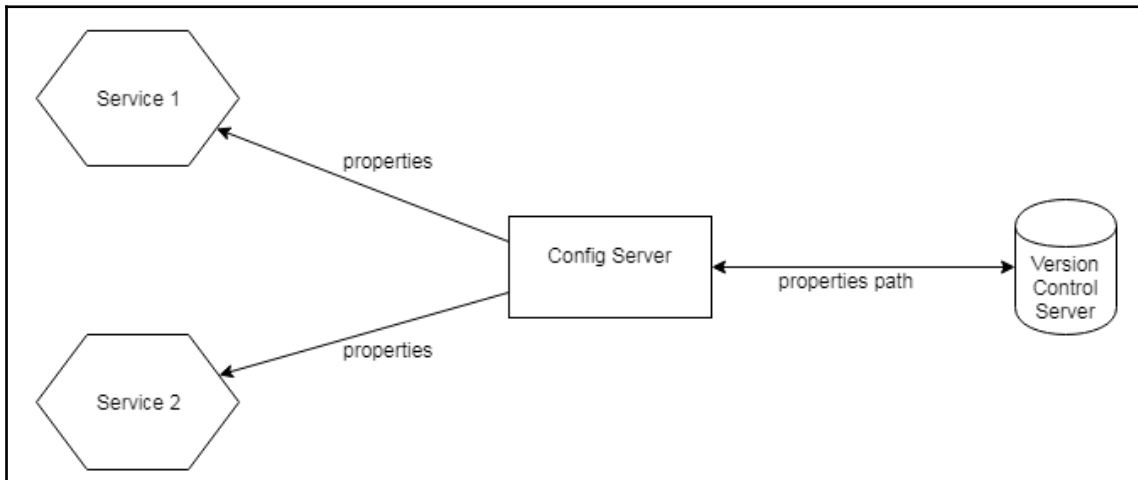 Service 1
properties
Config Server
properties path
Version
Control
Server
properties
Service 2